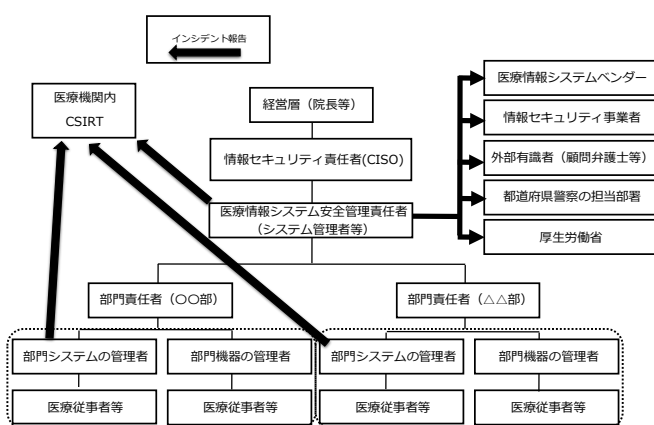 インシデント報告
医療機関内
CSIRT
経営層（院長等）
情報セキュリティ責任者(CISO)
医療情報システム安全管理責任者
（システム管理者等）
医療情報システムベンダー
情報セキュリティ事業者
外部有識者（顧問弁護士等）
都道府県警察の担当部署
厚生労働省
部門責任者（〇〇部）
部門責任者（△△部）
部門システムの管理者
部門機器の管理者
部門システムの管理者
部門機器の管理者
医療従事者等
医療従事者等
医療従事者等
医療従事者等